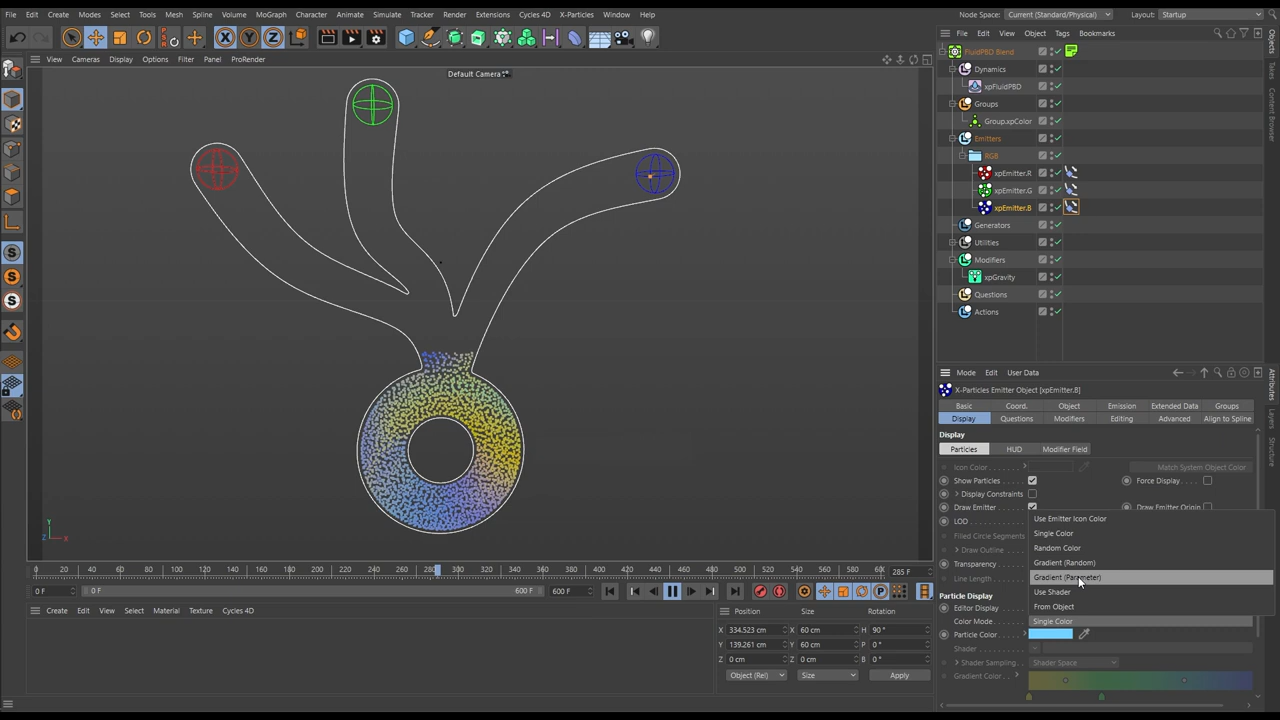 File Edit Create Modes Select Tools Mesh Spline Volume MoGraph Character Animate Simulate Tracker Render Extensions Cycles 4D X-Particles Window Help Node Space: Current (Standard/Physical) Layout: Startup
File Edit View Object Tags Bookmarks
View Cameras Display Options Filter Panel ProRender
Default Camera
FluidPBD Blend
Dynamics
xpFluidPBD
Groups
Group.xpColor
Emitters
RGB
xpEmitter.R
xpEmitter.G
xpEmitter.B
Generators
Utilities
Modifiers
xpGravity
Questions
Actions
Objects
Takes
Content Browser
Attributes
Layers
Structure
Mode Edit User Data
X-Particles Emitter Object [xpEmitter.B]
Basic Coord. Object Emission Extended Data Groups
Display Questions Modifiers Editing Advanced Align to Spline
Display
Particles HUD Modifier Field
Icon Color Match System Object Color
Show Particles Force Display
Display Constraints
Draw Emitter Draw Emitter Origin
LOD
Filled Circle Segments
Draw Outline
Transparency
Line Length
Use Emitter Icon Color
Single Color
Random Color
Gradient (Random)
Gradient (Parameter)
Use Shader
From Object
Particle Display
Editor Display
Color Mode Single Color
Particle Color
Shader
Shader Sampling Shader Space
Gradient Color
Y
Z X
0 20 40 60 80 100 120 140 160 180 200 220 240 260 280 300 320 340 360 380 400 420 440 460 480 500 520 540 560 580 600 285 F
0 F 0 F 600 F 600 F
Create Edit View Select Material Texture Cycles 4D
Position Size Rotation
X 334.523 cm X 60 cm H 90 °
Y 139.261 cm Y 60 cm P 0 °
Z 0 cm Z 60 cm B 0 °
Object (Rel) Size Apply